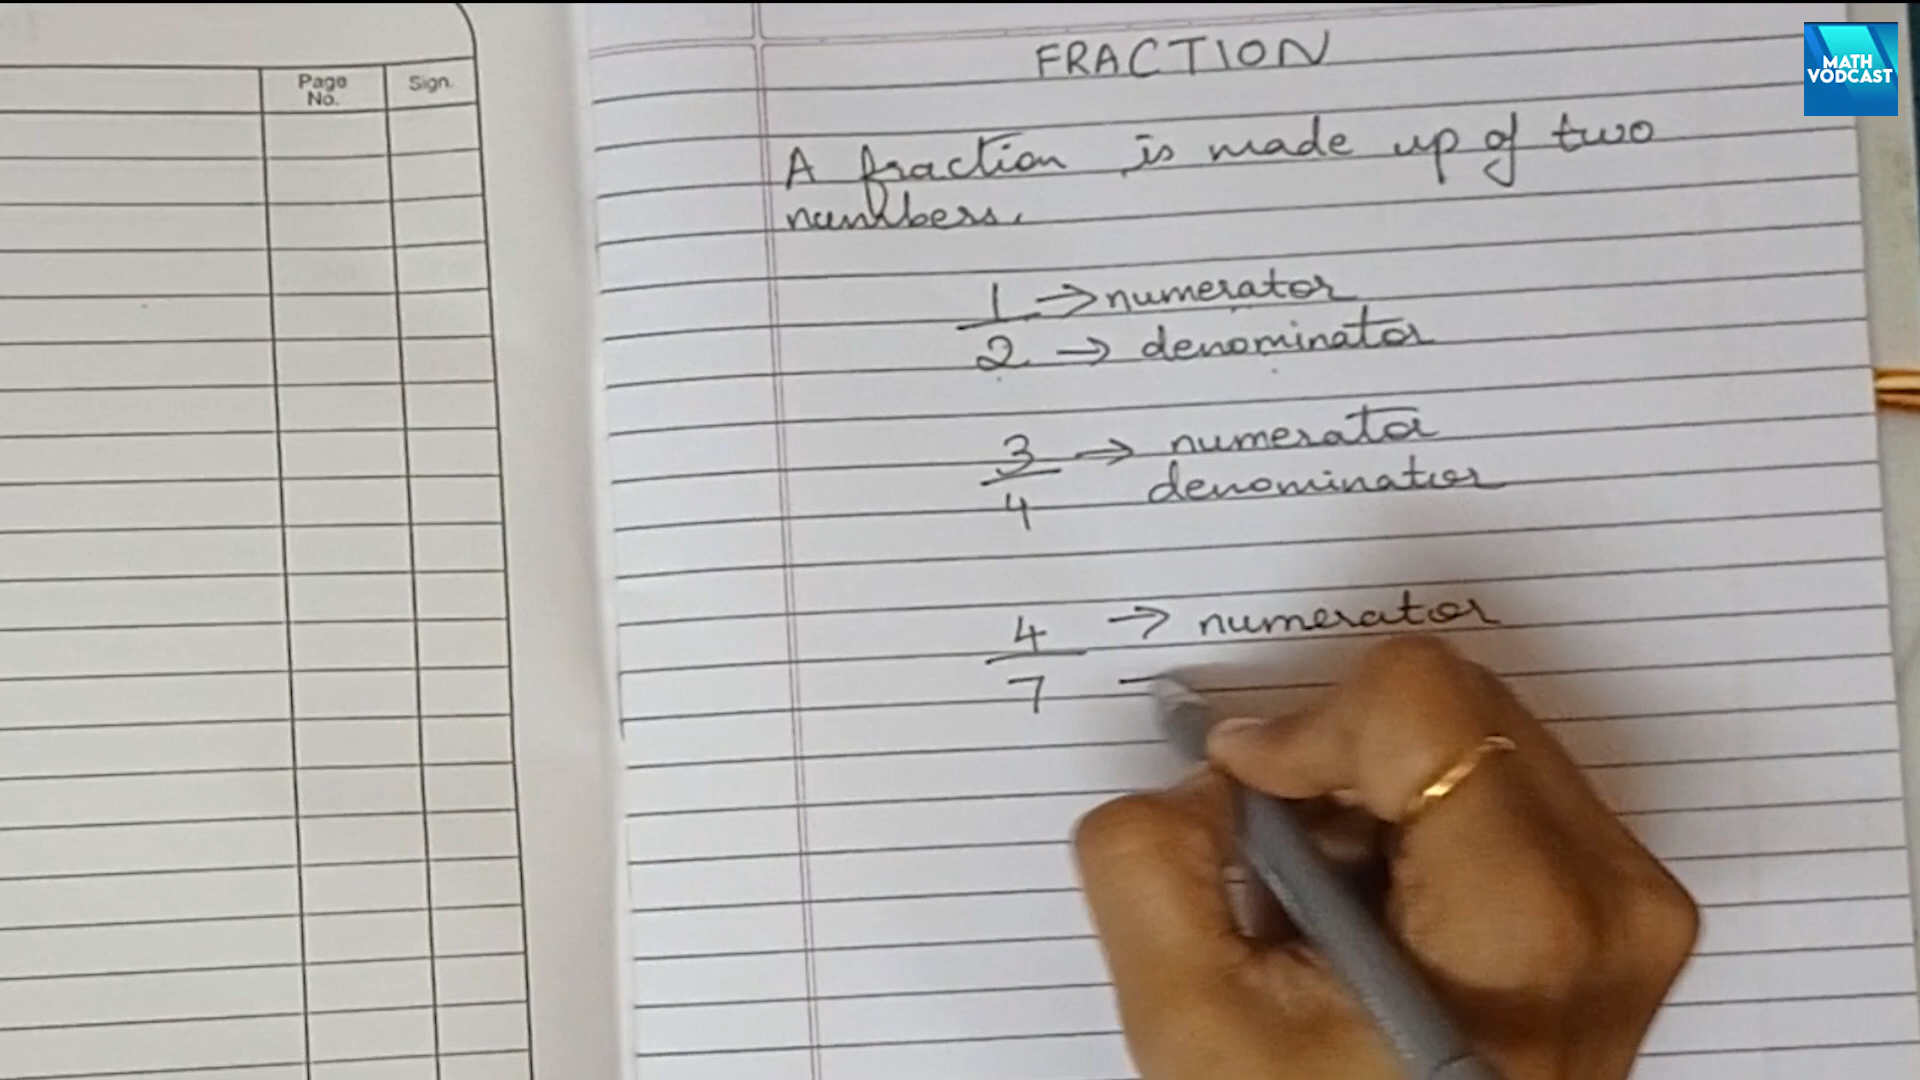 Page No.
Sign.
MATH VODCAST
FRACTION
A fraction is made up of two
numbers.
1 → numerator
2 → denominator
3 → numerator
4 denominator
4 → numerator
7 —